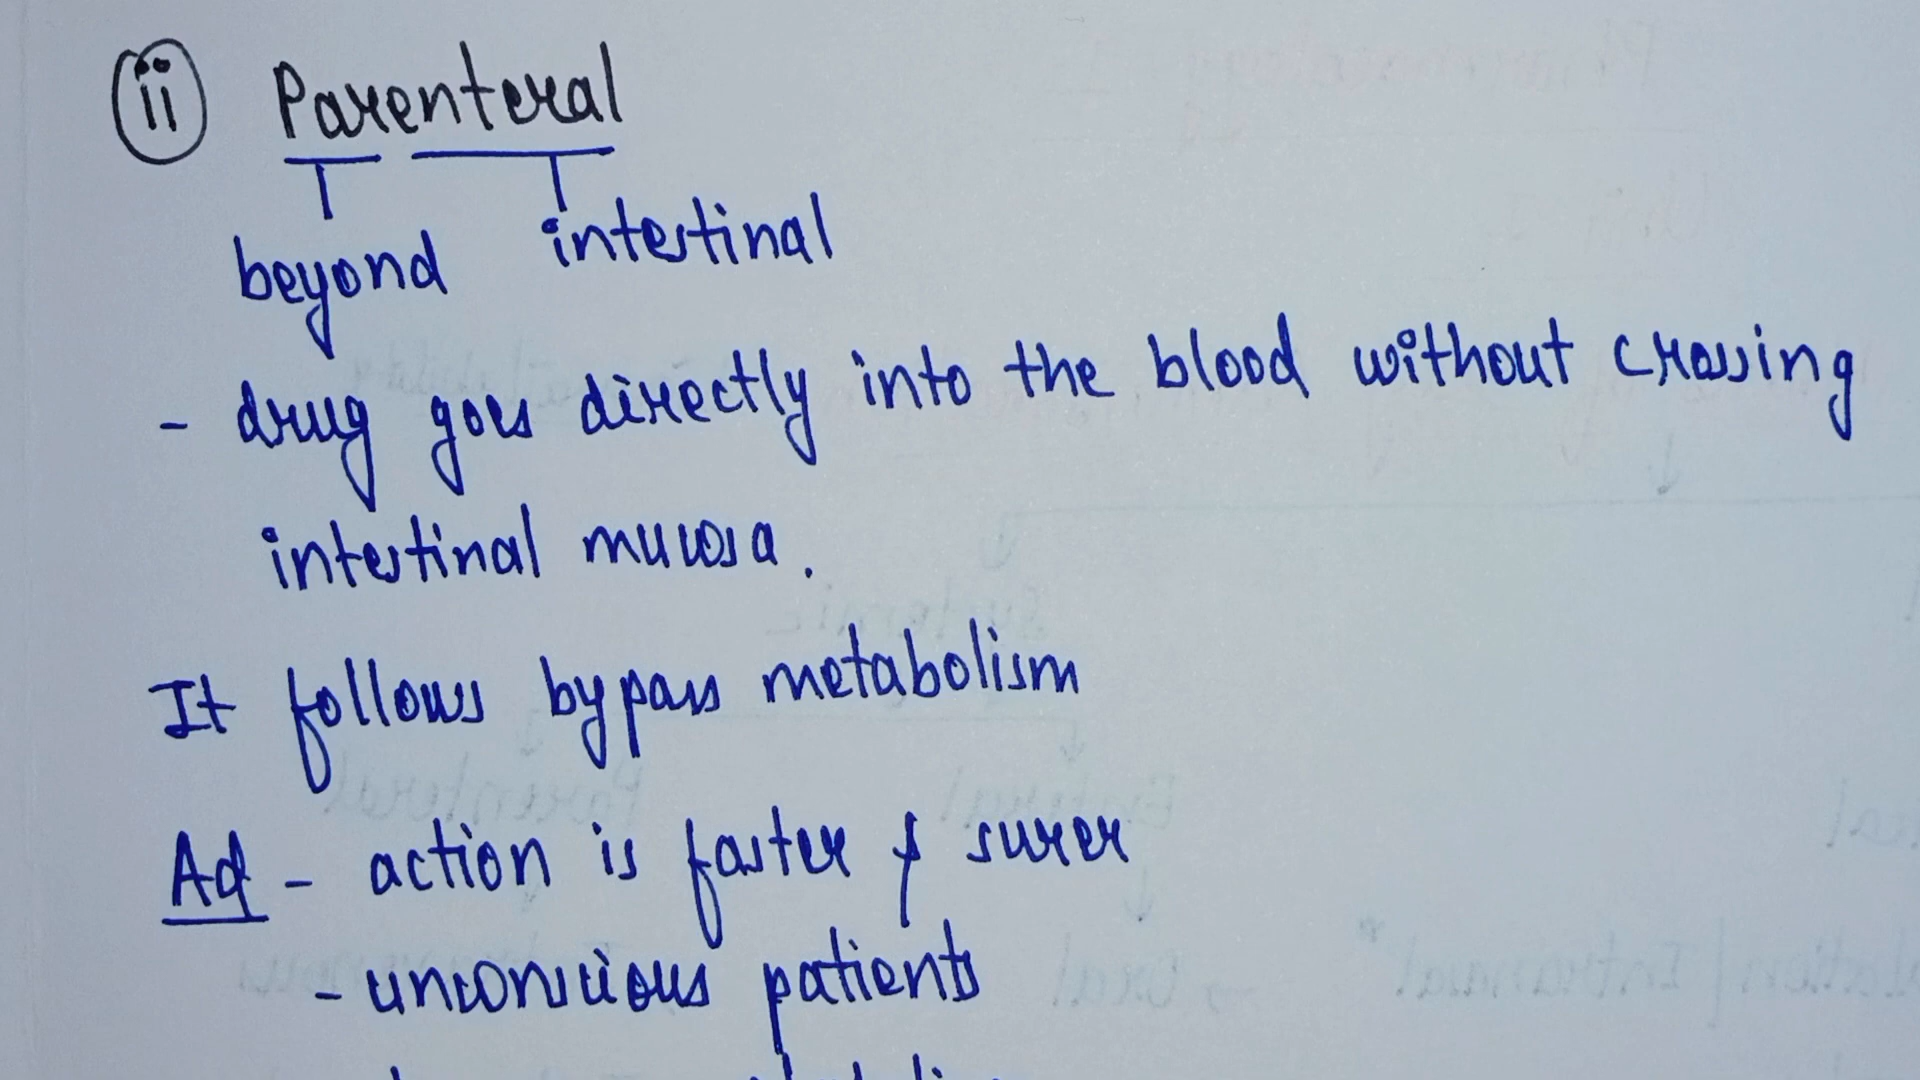 ii Parenteral
beyond intestinal
- drug goes directly into the blood without crossing
intestinal mucosa.
It follows bypass metabolism
Ad - action is faster & surer
- unconscious patients